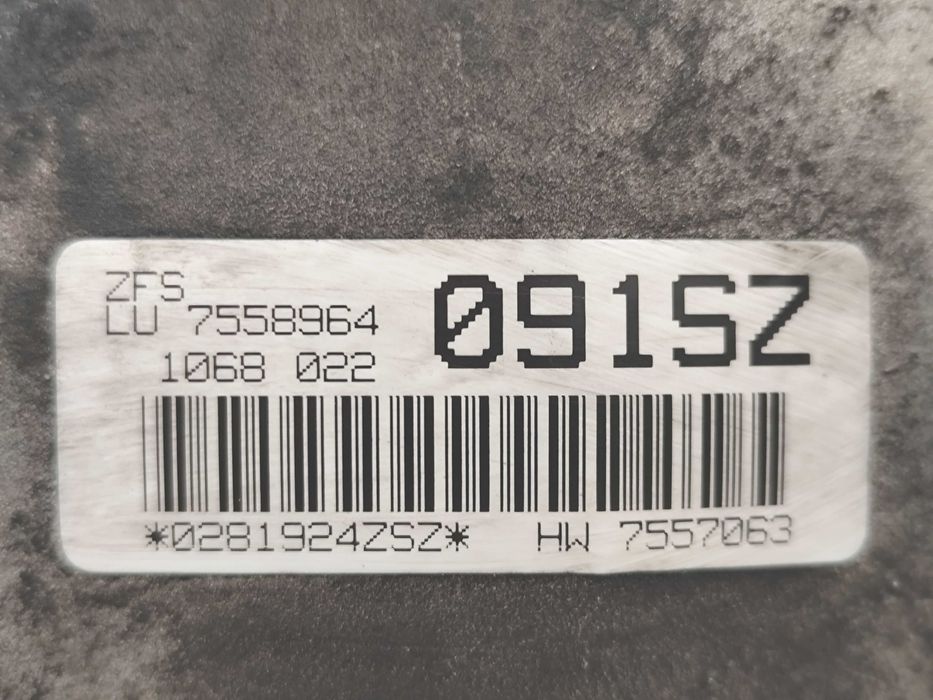 ZFS
LU 7558964
091SZ
1068 022
*0281924ZSZ* HW 7557063